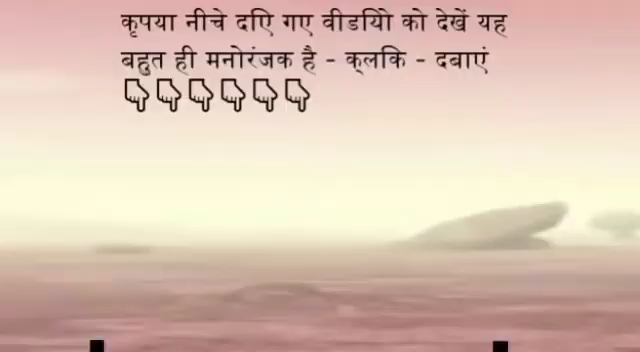 कृपया नीचे दिए गए वीडियो को देखें यह
बहुत ही मनोरंजक है - क्लिक - दबाएं
👇👇👇👇👇👇